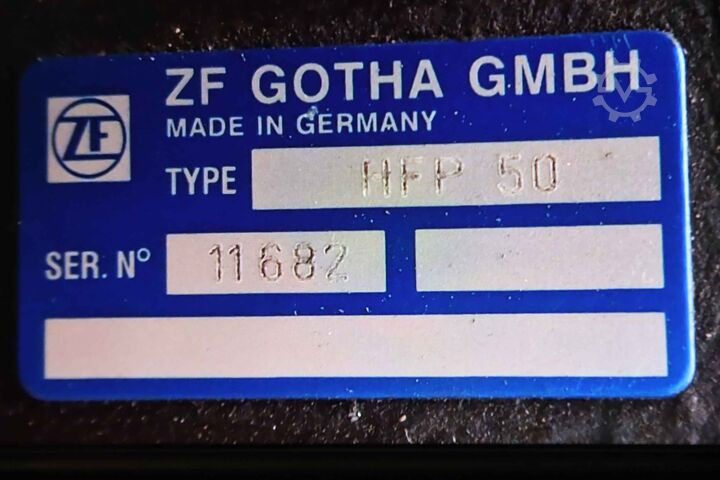 ZF GOTHA GMBH
ZF
MADE IN GERMANY
TYPE HFP 50
SER. N° 11682